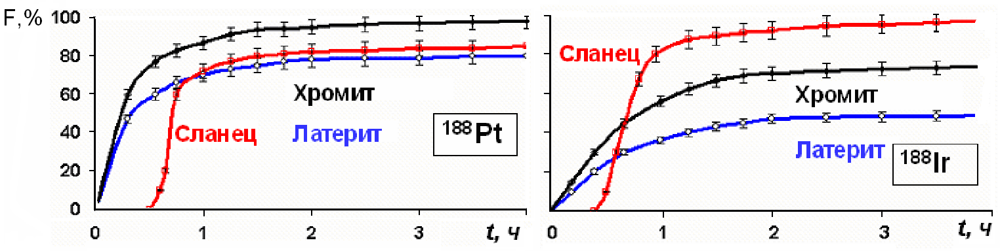 F,%
100
80
60
40
20
0
0 1 2 3 t, ч
Хромит
Сланец
Латерит
188Pt
Сланец
Хромит
Латерит
188Ir
0 1 2 3 t, ч